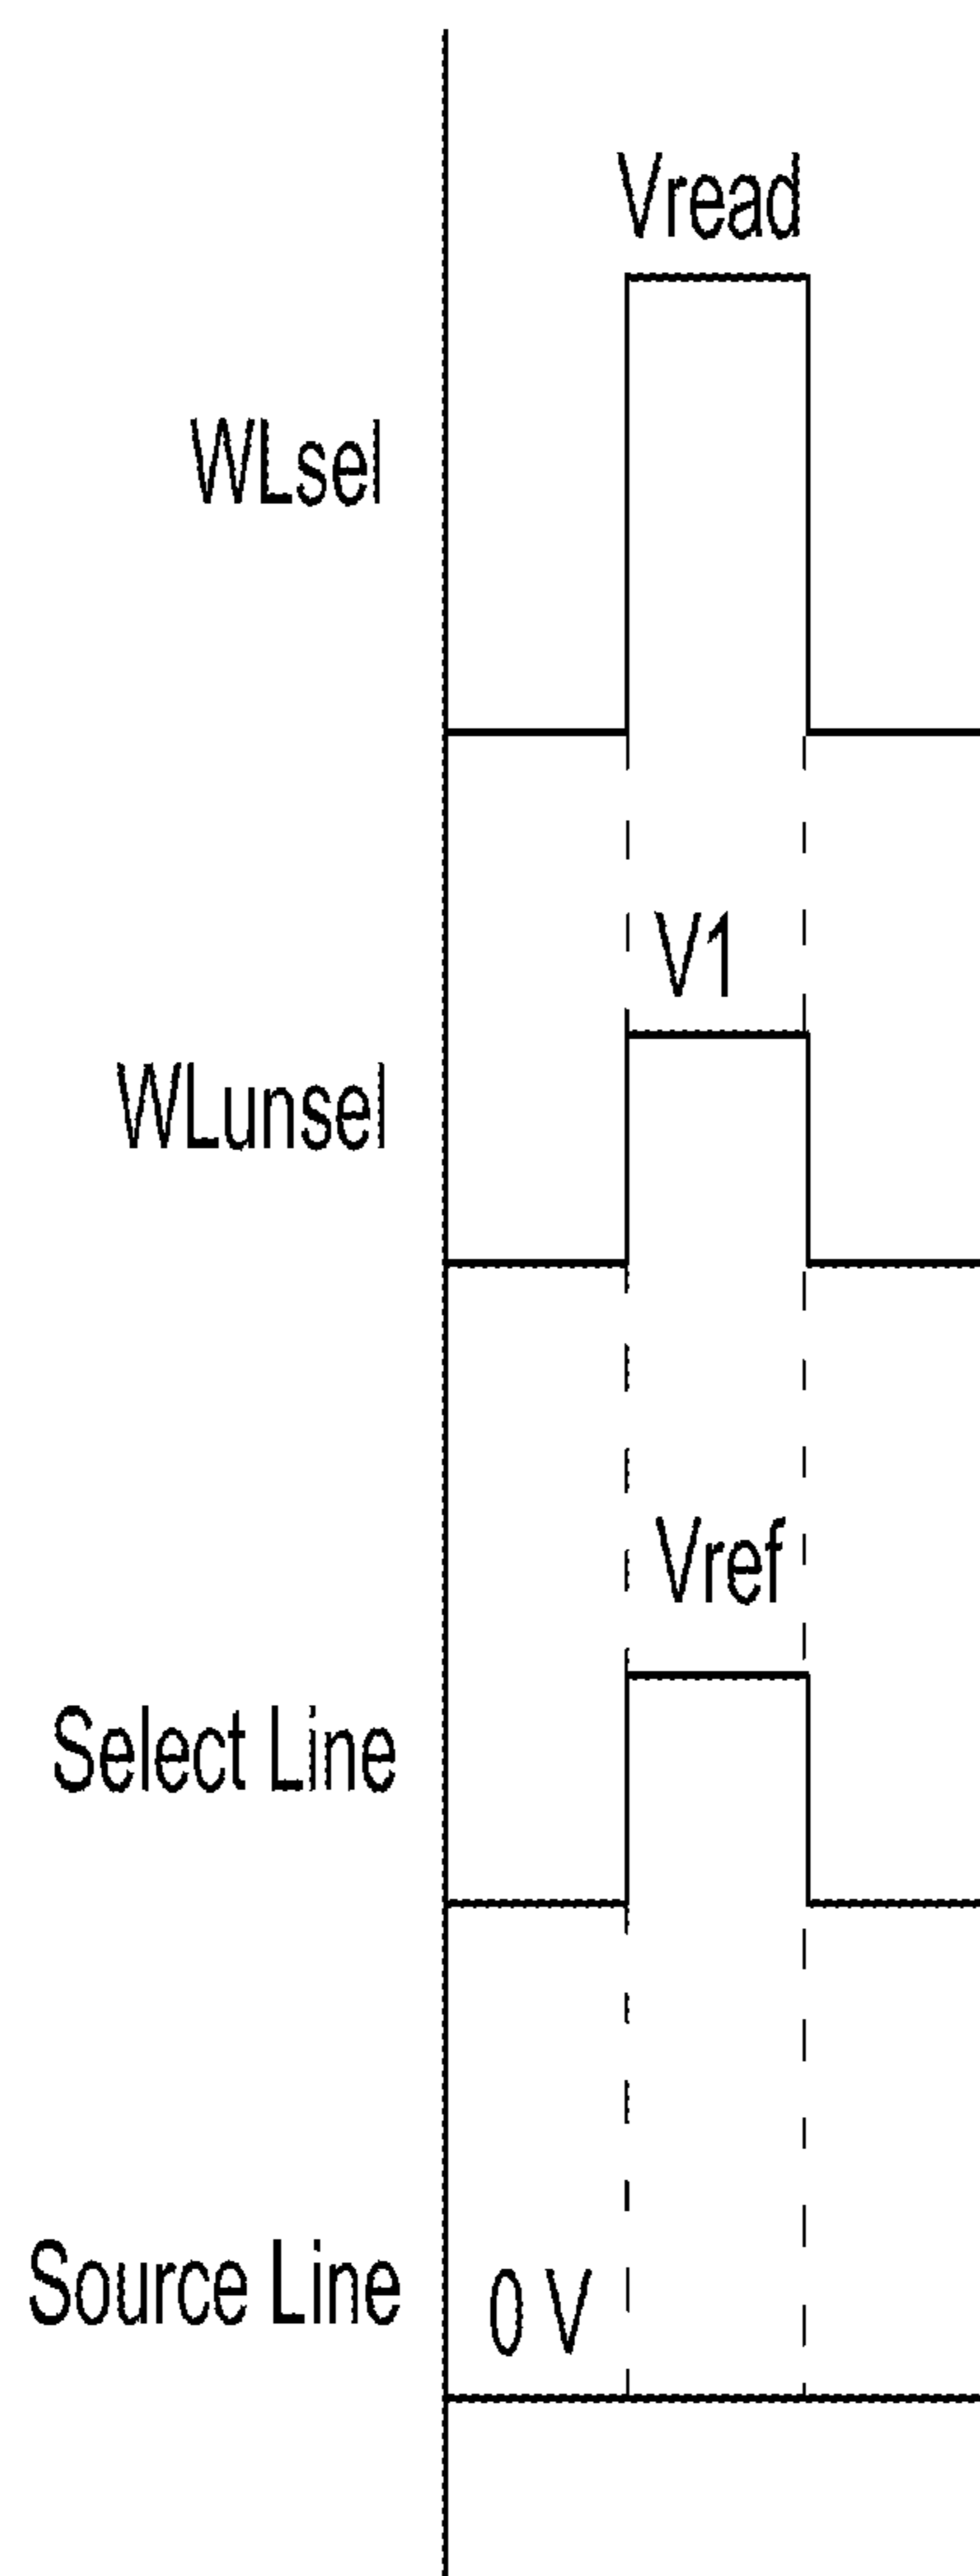 Vread
WLsel
V1
WLunsel
Vref
Select Line
Source Line
0 V